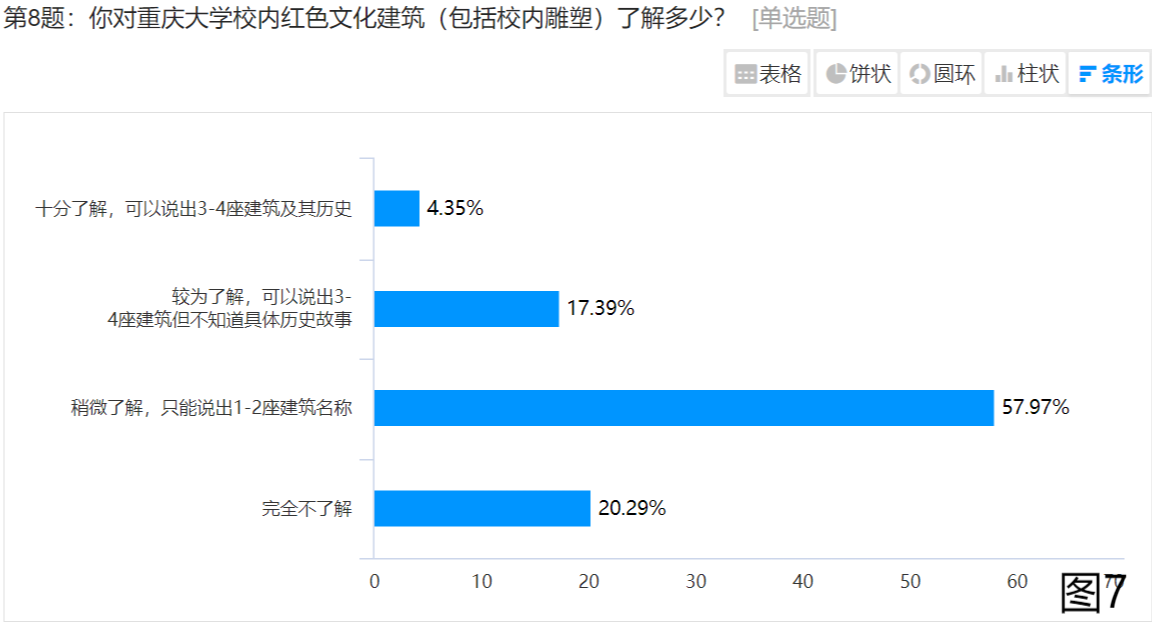 第8题：你对重庆大学校内红色文化建筑（包括校内雕塑）了解多少？ [单选题]
表格 饼状 圆环 柱状 条形
十分了解，可以说出3-4座建筑及其历史 4.35%
较为了解，可以说出3-
4座建筑但不知道具体历史故事 17.39%
稍微了解，只能说出1-2座建筑名称 57.97%
完全不了解 20.29%
0 10 20 30 40 50 60 70
图7